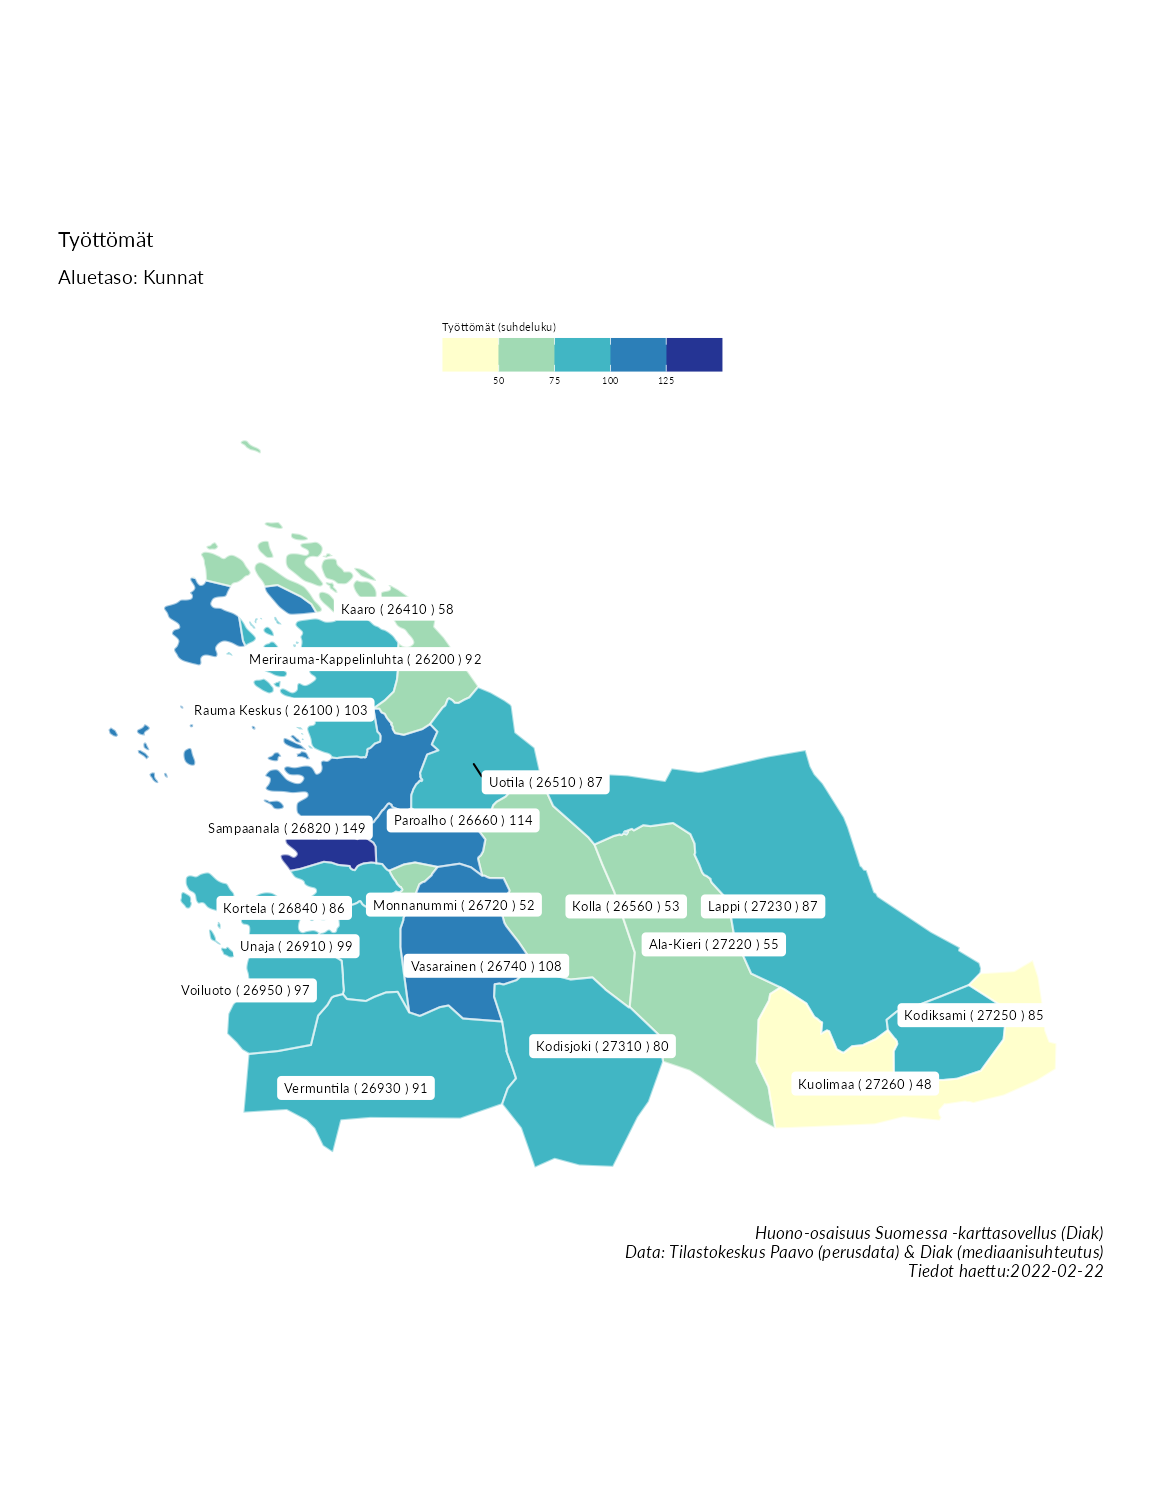 Työttömät
Aluetaso: Kunnat
Työttömät (suhdeluku)
50 75 100 125
Kaaro ( 26410 ) 58
Merirauma-Kappelinluhta ( 26200 ) 92
Rauma Keskus ( 26100 ) 103
Uotila ( 26510 ) 87
Paroalho ( 26660 ) 114
Sampaanala ( 26820 ) 149
Monnanummi ( 26720 ) 52
Kortela ( 26840 ) 86
Kolla ( 26560 ) 53
Lappi ( 27230 ) 87
Unaja ( 26910 ) 99
Ala-Kieri ( 27220 ) 55
Vasarainen ( 26740 ) 108
Voiluoto ( 26950 ) 97
Kodiksami ( 27250 ) 85
Kodisjoki ( 27310 ) 80
Kuolimaa ( 27260 ) 48
Vermuntila ( 26930 ) 91
Huono-osaisuus Suomessa -karttasovellus (Diak)
Data: Tilastokeskus Paavo (perusdata) & Diak (mediaanisuhteutus)
Tiedot haettu:2022-02-22